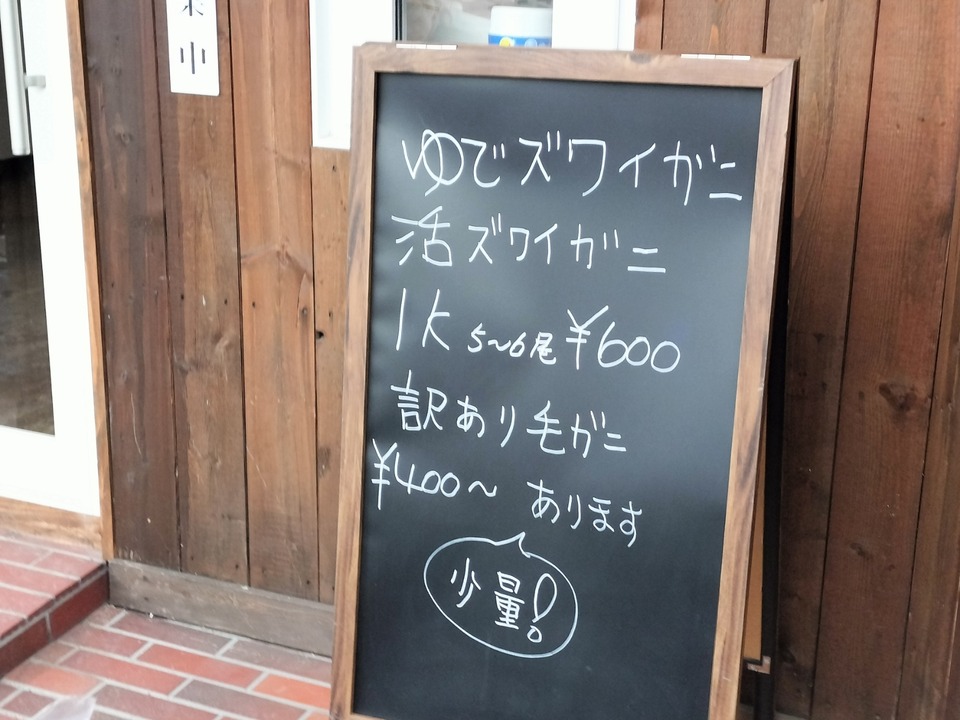 中
ゆでズワイガニ
活ズワイガニ
1K 5〜6尾 ¥600
訳あり毛ガニ
¥400〜 あります
少量!